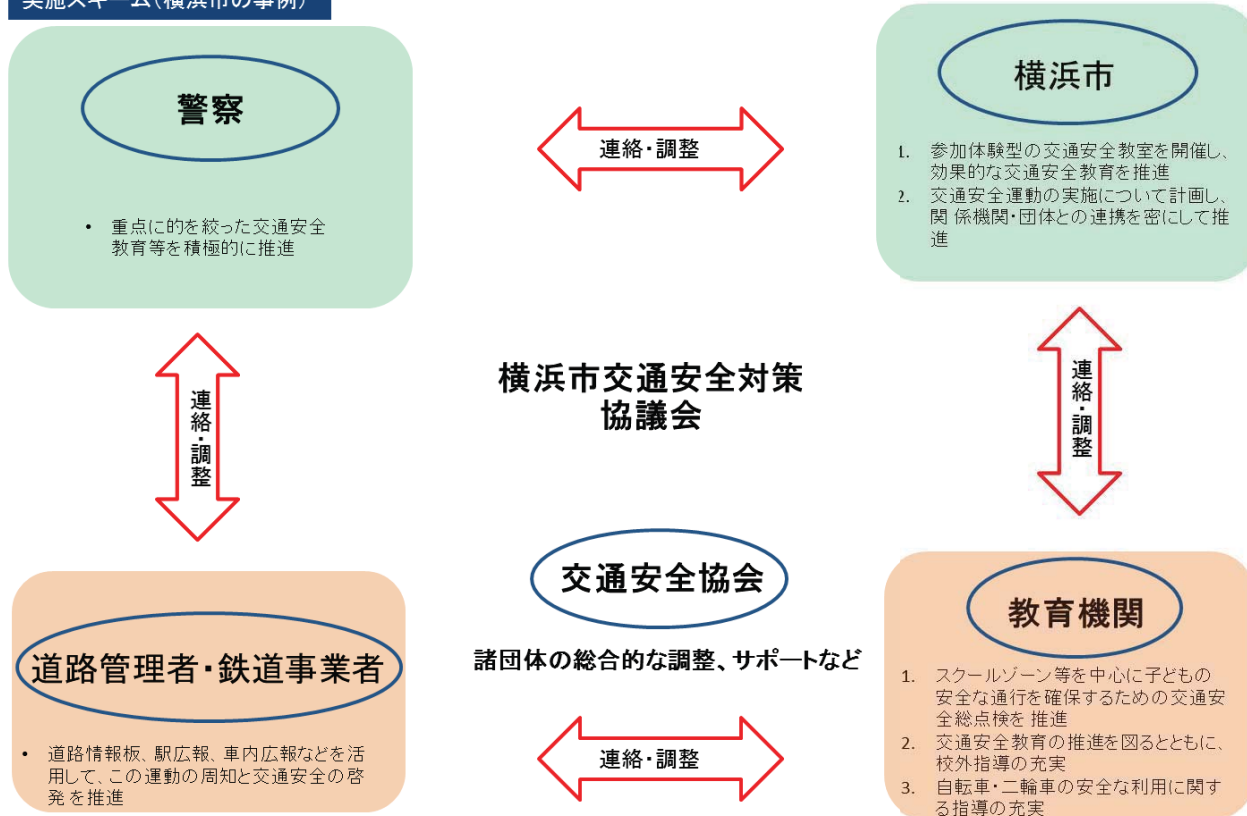 実施スキーム(横浜市の事例)
警察
• 重点に的を絞った交通安全
教育等を積極的に推進
連絡・調整
横浜市
1. 参加体験型の交通安全教室を開催し、
効果的な交通安全教育を推進
2. 交通安全運動の実施について計画し、
関 係機関・団体との連携を密にして推
進
連絡・調整
横浜市交通安全対策
協議会
連絡・調整
道路管理者・鉄道事業者
• 道路情報板、駅広報、車内広報などを活
用して、この運動の周知と交通安全の啓
発 を推進
交通安全協会
諸団体の総合的な調整、サポートなど
連絡・調整
教育機関
1. スクールゾーン等を中心に子どもの
安全な通行を確保するための交通安
全総点検を 推進
2. 交通安全教育の推進を図るとともに、
校外指導の充実
3. 自転車・二輪車の安全な利用に関す
る指導の充実